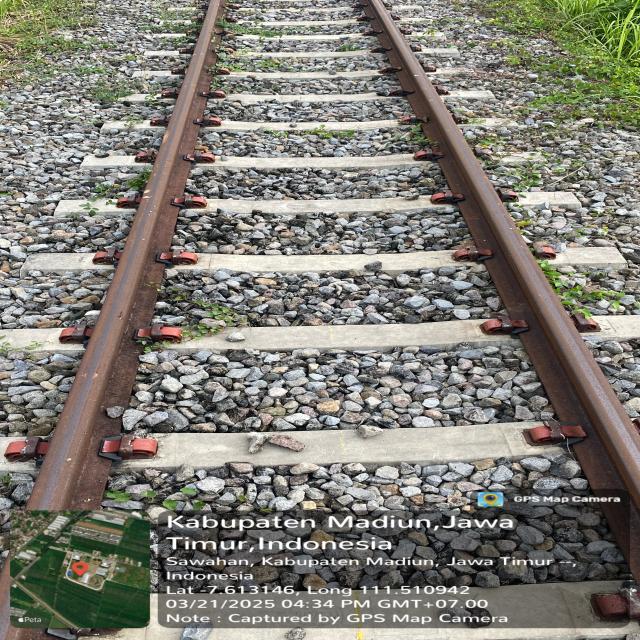 GPS Map Camera
Kabupaten Madiun,Jawa
Timur,Indonesia
Sawahan, Kabupaten Madiun, Jawa Timur --,
Indonesia
Lat -7.613146, Long 111.510942
03/21/2025 04:34 PM GMT+07.00
Note : Captured by GPS Map Camera
Peta